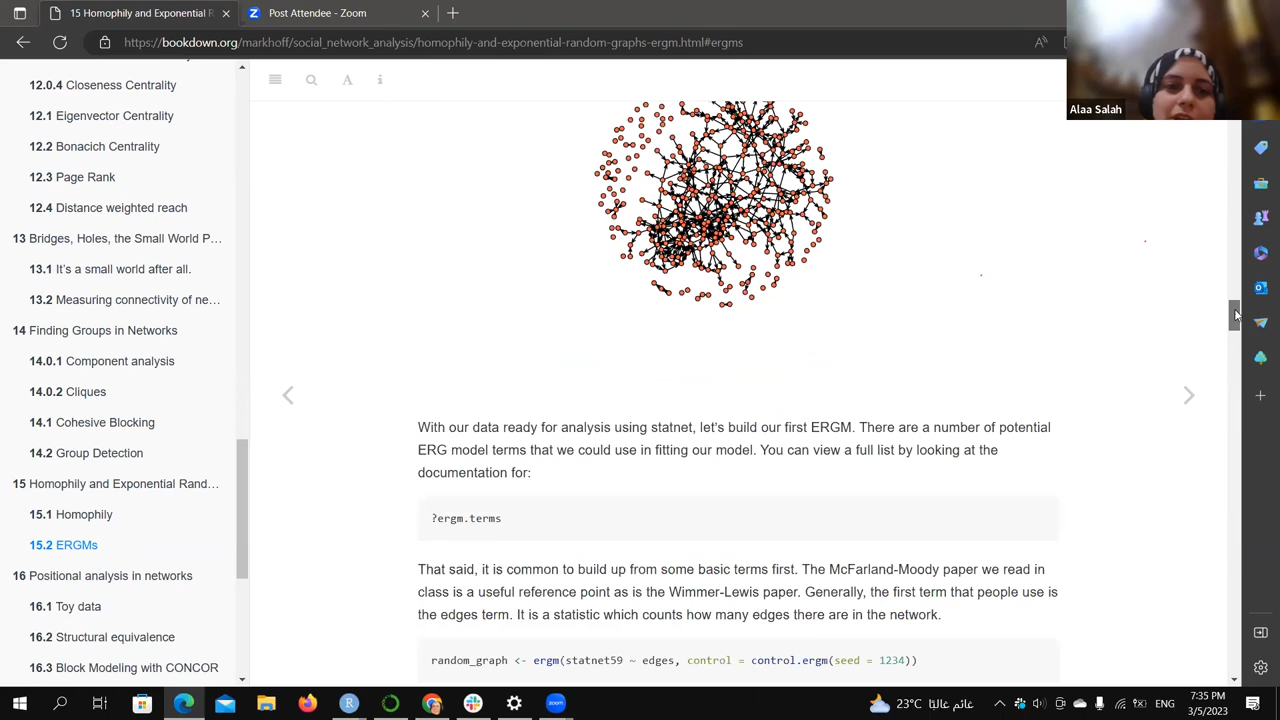 15 Homophily and Exponential R
Post Attendee - Zoom
https://bookdown.org/markhoff/social_network_analysis/homophily-and-exponential-random-graphs-ergm.html#ergms
Alaa Salah
12.0.4 Closeness Centrality
12.1 Eigenvector Centrality
12.2 Bonacich Centrality
12.3 Page Rank
12.4 Distance weighted reach
13 Bridges, Holes, the Small World P…
13.1 It’s a small world after all.
13.2 Measuring connectivity of ne…
14 Finding Groups in Networks
14.0.1 Component analysis
14.0.2 Cliques
14.1 Cohesive Blocking
14.2 Group Detection
15 Homophily and Exponential Rand…
15.1 Homophily
15.2 ERGMs
16 Positional analysis in networks
16.1 Toy data
16.2 Structural equivalence
16.3 Block Modeling with CONCOR
With our data ready for analysis using statnet, let’s build our first ERGM. There are a number of potential
ERG model terms that we could use in fitting our model. You can view a full list by looking at the
documentation for:
?ergm.terms
That said, it is common to build up from some basic terms first. The McFarland-Moody paper we read in
class is a useful reference point as is the Wimmer-Lewis paper. Generally, the first term that people use is
the edges term. It is a statistic which counts how many edges there are in the network.
random_graph <- ergm(statnet59 ~ edges, control = control.ergm(seed = 1234))
23°C غائم غالبًا
ENG
7:35 PM
3/5/2023